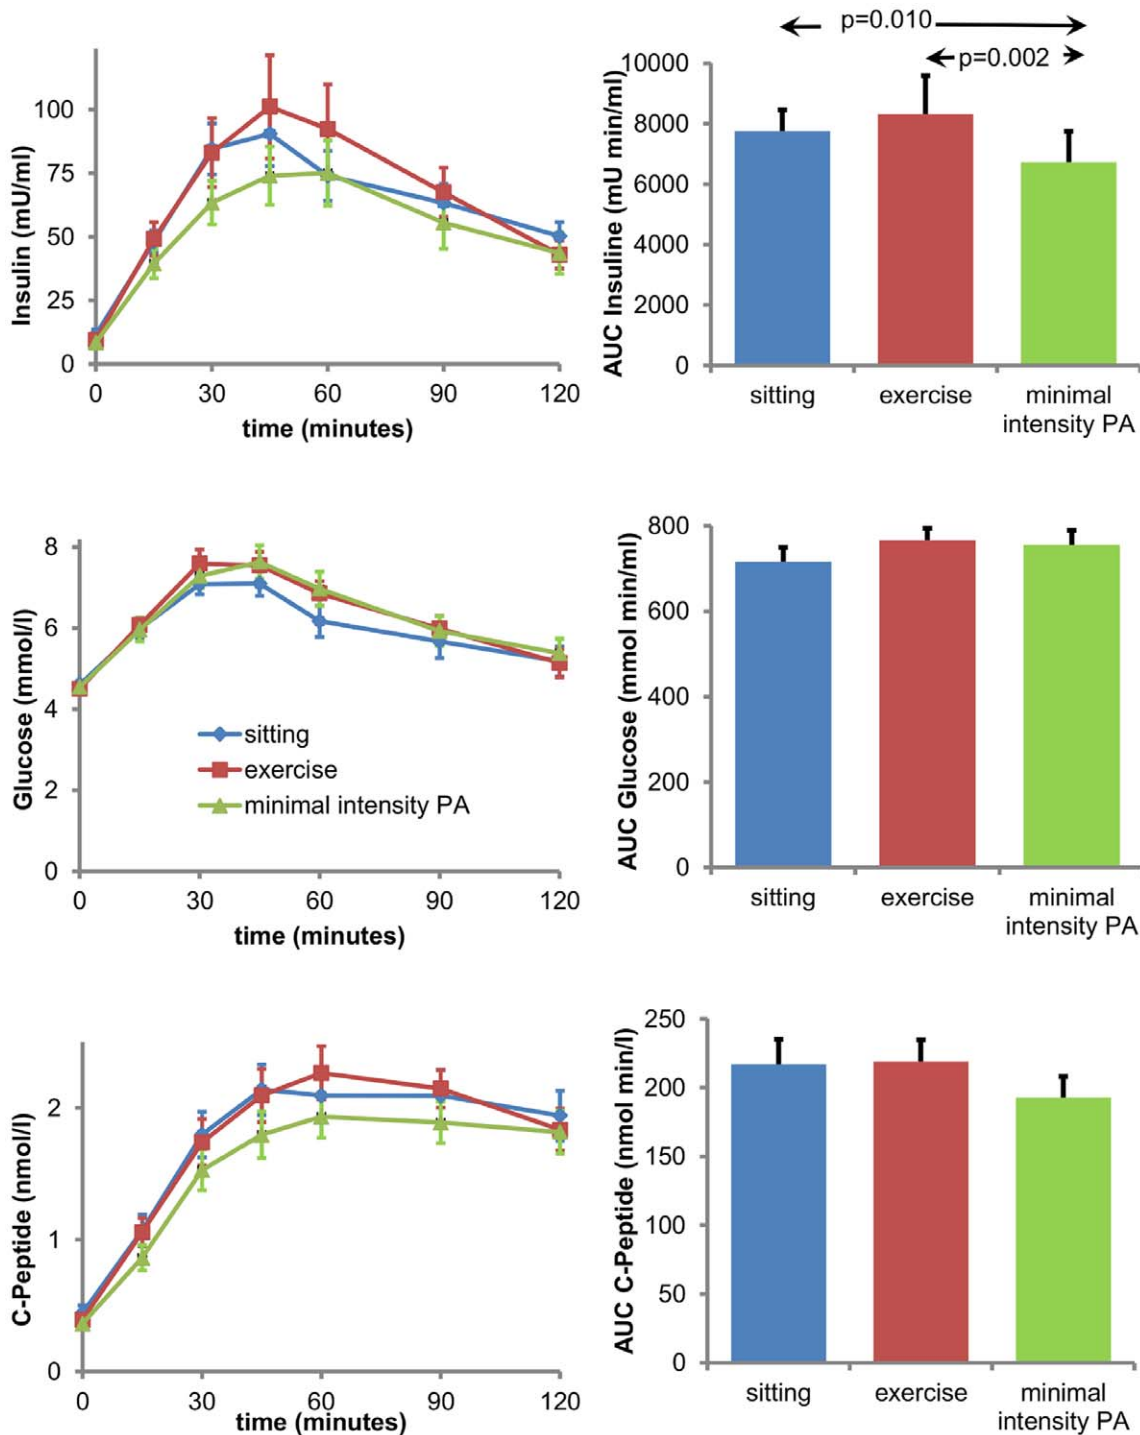 Insulin (mU/ml)
100
75
50
25
0
0 30 60 90 120
time (minutes)
p=0.010
p=0.002
AUC Insuline (mU min/ml)
10000
8000
6000
4000
2000
0
sitting exercise minimal
intensity PA
Glucose (mmol/l)
8
6
4
2
0
sitting
exercise
minimal intensity PA
0 30 60 90 120
time (minutes)
AUC Glucose (mmol min/ml)
800
600
400
200
0
sitting exercise minimal
intensity PA
C-Peptide (nmol/l)
2
1
0
0 30 60 90 120
time (minutes)
AUC C-Peptide (nmol min/l)
250
200
150
100
50
0
sitting exercise minimal
intensity PA